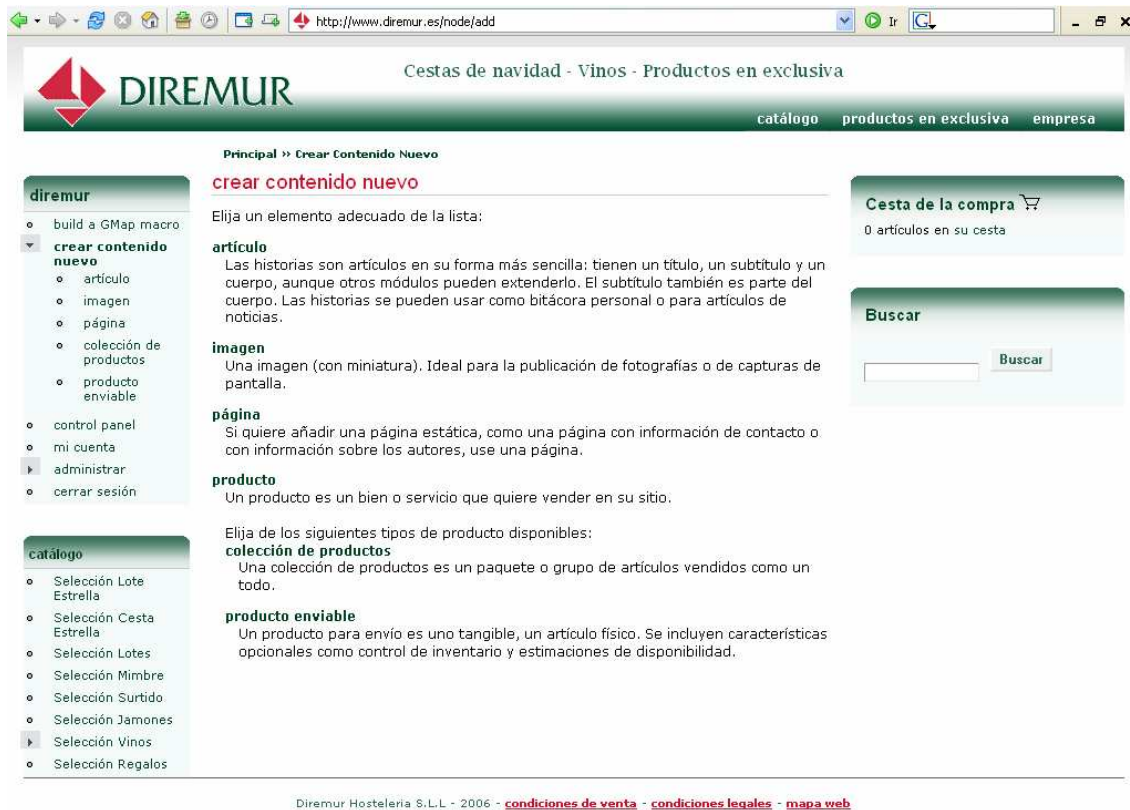 http://www.diremur.es/node/add
Ir
G
DIREMUR
Cestas de navidad - Vinos - Productos en exclusiva
catálogo productos en exclusiva empresa
Principal » Crear Contenido Nuevo
diremur
build a GMap macro
crear contenido
nuevo
artículo
imagen
página
colección de
productos
producto
enviable
control panel
mi cuenta
administrar
cerrar sesión
catálogo
Selección Lote
Estrella
Selección Cesta
Estrella
Selección Lotes
Selección Mimbre
Selección Surtido
Selección Jamones
Selección Vinos
Selección Regalos
crear contenido nuevo
Elija un elemento adecuado de la lista:
artículo
Las historias son artículos en su forma más sencilla: tienen un título, un subtítulo y un
cuerpo, aunque otros módulos pueden extenderlo. El subtítulo también es parte del
cuerpo. Las historias se pueden usar como bitácora personal o para artículos de
noticias.
imagen
Una imagen (con miniatura). Ideal para la publicación de fotografías o de capturas de
pantalla.
página
Si quiere añadir una página estática, como una página con información de contacto o
con información sobre los autores, use una página.
producto
Un producto es un bien o servicio que quiere vender en su sitio.
Elija de los siguientes tipos de producto disponibles:
colección de productos
Una colección de productos es un paquete o grupo de artículos vendidos como un
todo.
producto enviable
Un producto para envío es uno tangible, un artículo físico. Se incluyen características
opcionales como control de inventario y estimaciones de disponibilidad.
Cesta de la compra
0 artículos en su cesta
Buscar
Buscar
Diremur Hosteleria S.L.L - 2006 - condiciones de venta - condiciones legales - mapa web